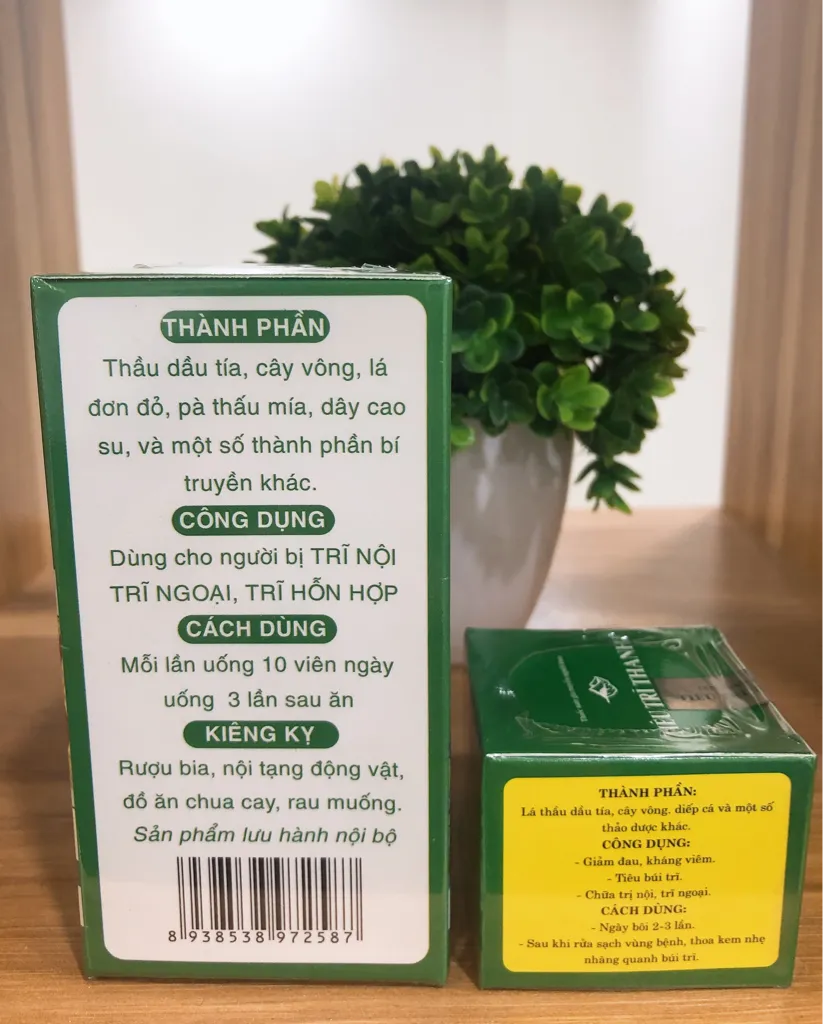 THÀNH PHẦN
Thầu dầu tía, cây vông, lá
đơn đỏ, pà thấu mía, dây cao
su, và một số thành phần bí
truyền khác.
CÔNG DỤNG
Dùng cho người bị TRĨ NỘI
TRĨ NGOẠI, TRĨ HỖN HỢP
CÁCH DÙNG
Mỗi lần uống 10 viên ngày
uống 3 lần sau ăn
KIÊNG KỴ
Rượu bia, nội tạng động vật,
đồ ăn chua cay, rau muống.
Sản phẩm lưu hành nội bộ
8 938538 972587
TIÊU TRĨ THANH
THÀNH PHẦN:
Lá thầu dầu tía, cây vông. diếp cá và một số
thảo dược khác.
CÔNG DỤNG:
- Giảm đau, kháng viêm.
- Tiêu búi trĩ.
- Chữa trị nội, trĩ ngoại.
CÁCH DÙNG:
- Ngày bôi 2-3 lần.
- Sau khi rửa sạch vùng bệnh, thoa kem nhẹ
nhàng quanh búi trĩ.